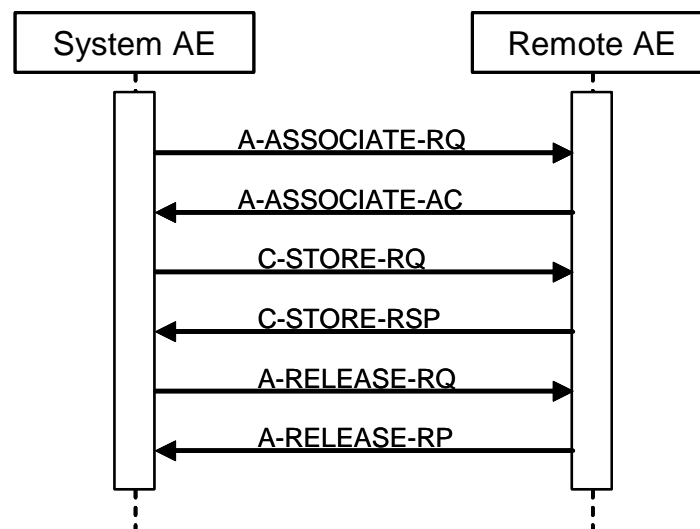 System AE
Remote AE
A-ASSOCIATE-RQ
A-ASSOCIATE-AC
C-STORE-RQ
C-STORE-RSP
A-RELEASE-RQ
A-RELEASE-RP